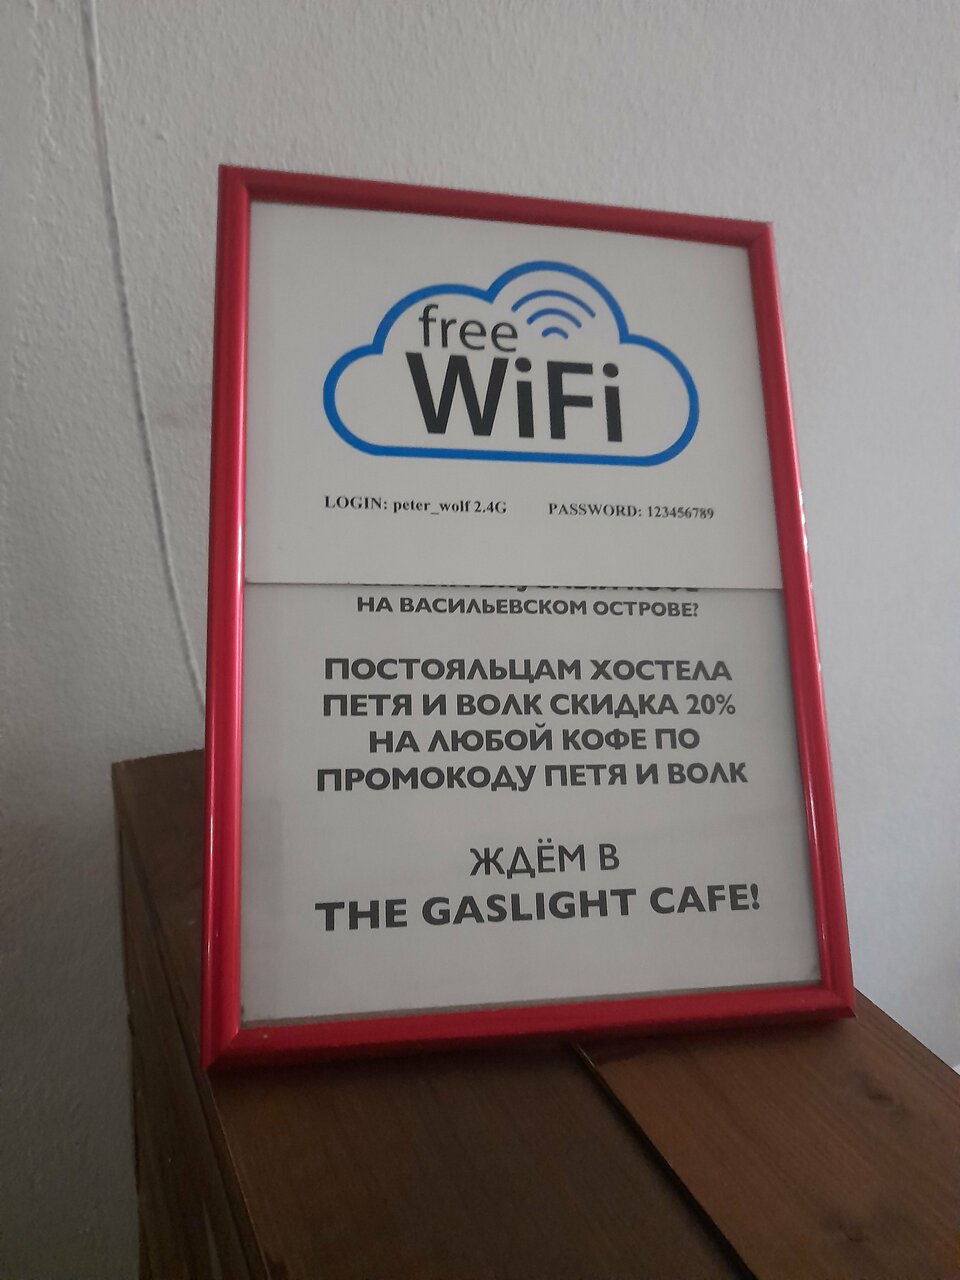 free
WiFi
LOGIN: peter_wolf 2.4G PASSWORD: 123456789
КОФЕ
НА ВАСИЛЬЕВСКОМ ОСТРОВЕ?
ПОСТОЯЛЬЦАМ ХОСТЕЛА
ПЕТЯ И ВОЛК СКИДКА 20%
НА ЛЮБОЙ КОФЕ ПО
ПРОМОКОДУ ПЕТЯ И ВОЛК
ЖДЁМ В
THE GASLIGHT CAFE!